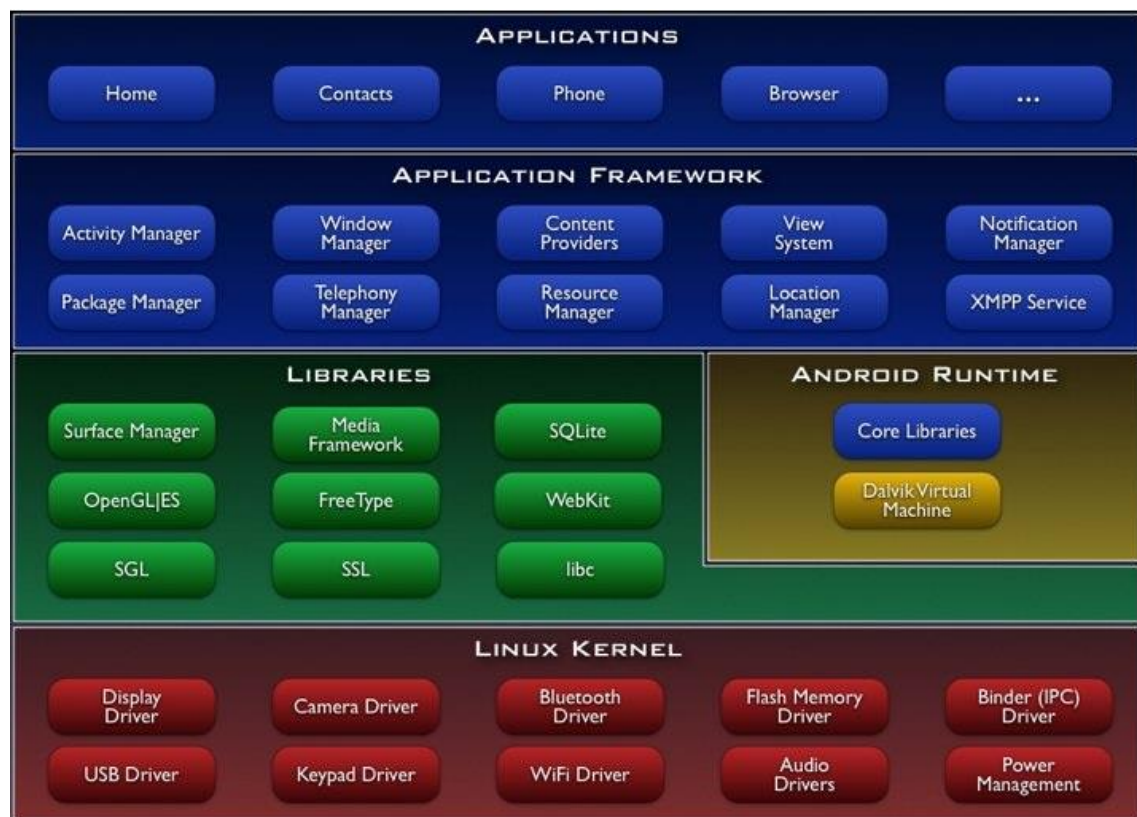 APPLICATIONS
Home
Contacts
Phone
Browser
...
APPLICATION FRAMEWORK
Activity Manager
Window
Manager
Content
Providers
View
System
Notification
Manager
Package Manager
Telephony
Manager
Resource
Manager
Location
Manager
XMPP Service
LIBRARIES
Surface Manager
Media
Framework
SQLite
OpenGL|ES
FreeType
WebKit
SGL
SSL
libc
ANDROID RUNTIME
Core Libraries
Dalvik Virtual
Machine
LINUX KERNEL
Display
Driver
Camera Driver
Bluetooth
Driver
Flash Memory
Driver
Binder (IPC)
Driver
USB Driver
Keypad Driver
WiFi Driver
Audio
Drivers
Power
Management